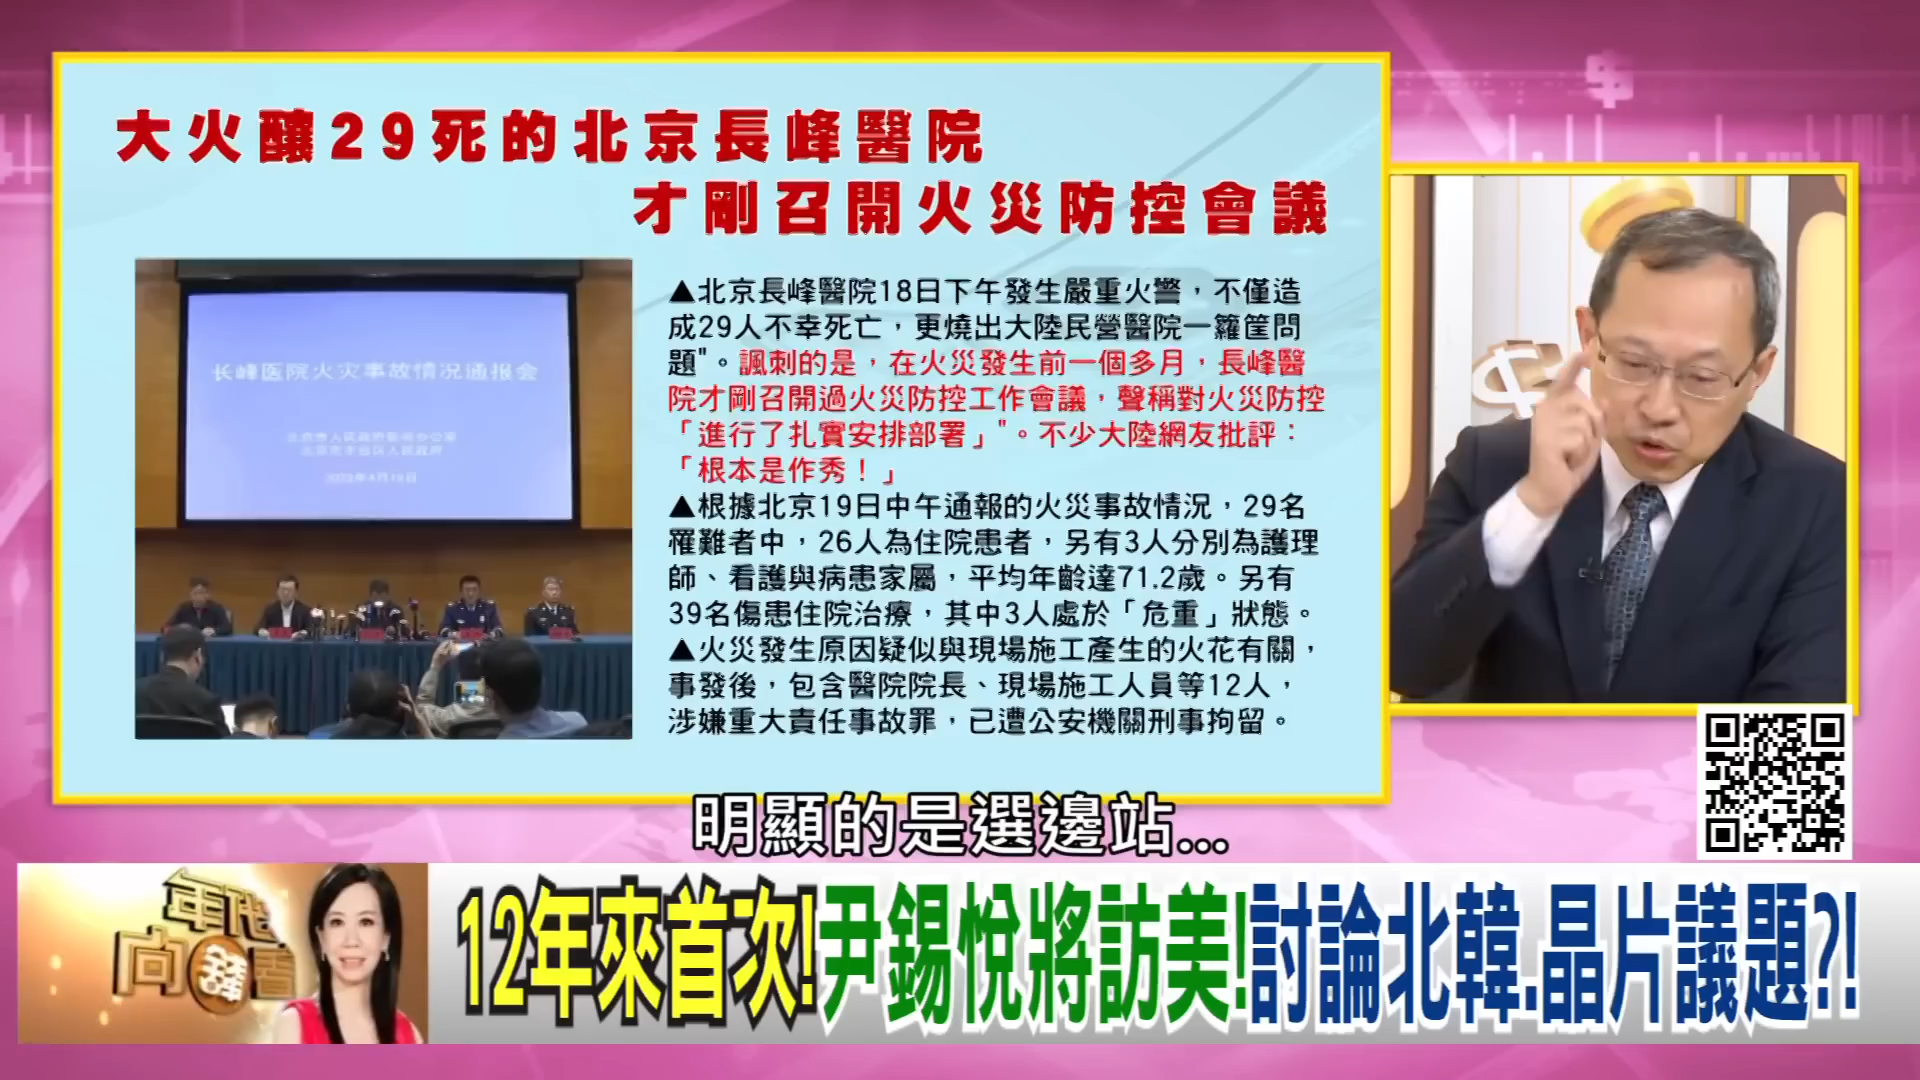 大火釀29死的北京長峰醫院
才剛召開火災防控會議
长峰医院火灾事故情况通报会
▲北京長峰醫院18日下午發生嚴重火警，不僅造
成29人不幸死亡，更燒出大陸民營醫院一籮筐問
題"。諷刺的是，在火災發生前一個多月，長峰醫
院才剛召開過火災防控工作會議，聲稱對火災防控
「進行了扎實安排部署」"。不少大陸網友批評：
「根本是作秀！」
▲根據北京19日中午通報的火災事故情況，29名
罹難者中，26人為住院患者，另有3人分別為護理
師、看護與病患家屬，平均年齡達71.2歲。另有
39名傷患住院治療，其中3人處於「危重」狀態。
▲火災發生原因疑似與現場施工產生的火花有關，
事發後，包含醫院院長、現場施工人員等12人，
涉嫌重大責任事故罪，已遭公安機關刑事拘留。
明顯的是選邊站...
年代
向錢看
12年來首次!尹錫悅將訪美!討論北韓.晶片議題?!